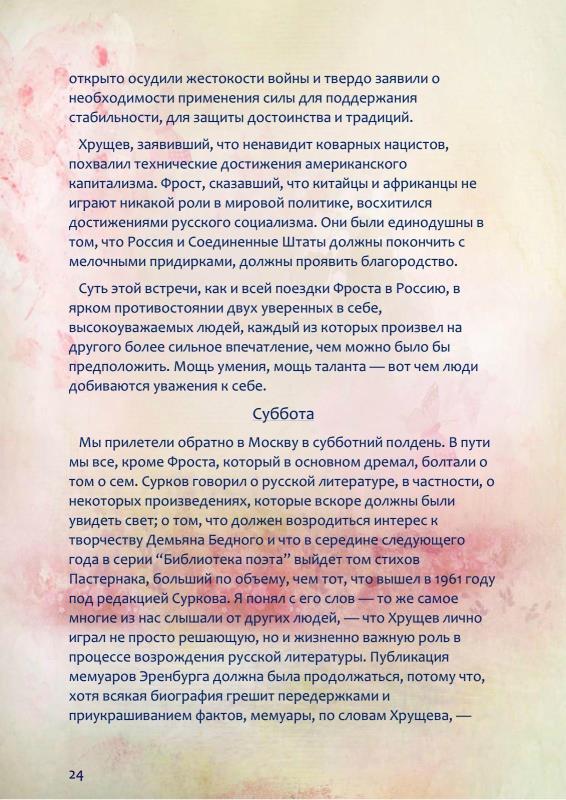 открыто осудили жестокости войны и твердо заявили о
необходимости применения силы для поддержания
стабильности, для защиты достоинства и традиций.
Хрущев, заявивший, что ненавидит коварных нацистов,
похвалил технические достижения американского
капитализма. Фрост, сказавший, что китайцы и африканцы не
играют никакой роли в мировой политике, восхитился
достижениями русского социализма. Они были единодушны в
том, что Россия и Соединенные Штаты должны покончить с
мелочными придирками, должны проявить благородство.
Суть этой встречи, как и всей поездки Фроста в Россию, в
ярком противостоянии двух уверенных в себе,
высокоуважаемых людей, каждый из которых произвел на
другого более сильное впечатление, чем можно было бы
предположить. Мощь умения, мощь таланта — вот чем люди
добиваются уважения к себе.
Суббота
Мы прилетели обратно в Москву в субботний полдень. В пути
мы все, кроме Фроста, который в основном дремал, болтали о
том о сем. Сурков говорил о русской литературе, в частности, о
некоторых произведениях, которые вскоре должны были
увидеть свет; о том, что должен возродиться интерес к
творчеству Демьяна Бедного и что в середине следующего
года в серии “Библиотека поэта” выйдет том стихов
Пастернака, больший по объему, чем тот, что вышел в 1961 году
под редакцией Суркова. Я понял с его слов — то же самое
многие из нас слышали от других людей, — что Хрущев лично
играл не просто решающую, но и жизненно важную роль в
процессе возрождения русской литературы. Публикация
мемуаров Эренбурга должна была продолжаться, потому что,
хотя всякая биография грешит передержками и
приукрашиванием фактов, мемуары, по словам Хрущева, —
24